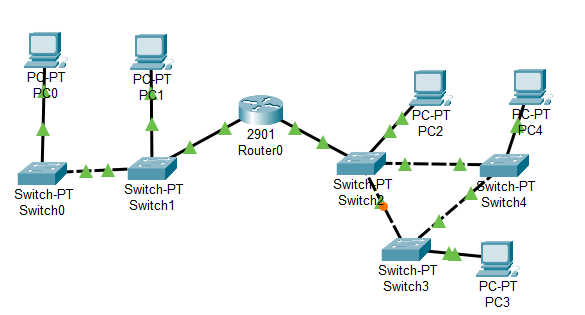 PC-PT
PC0
PC-PT
PC1
2901
Router0
PC-PT
PC2
PC-PT
PC4
Switch-PT
Switch0
Switch-PT
Switch1
Switch-PT
Switch2
Switch-PT
Switch4
Switch-PT
Switch3
PC-PT
PC3